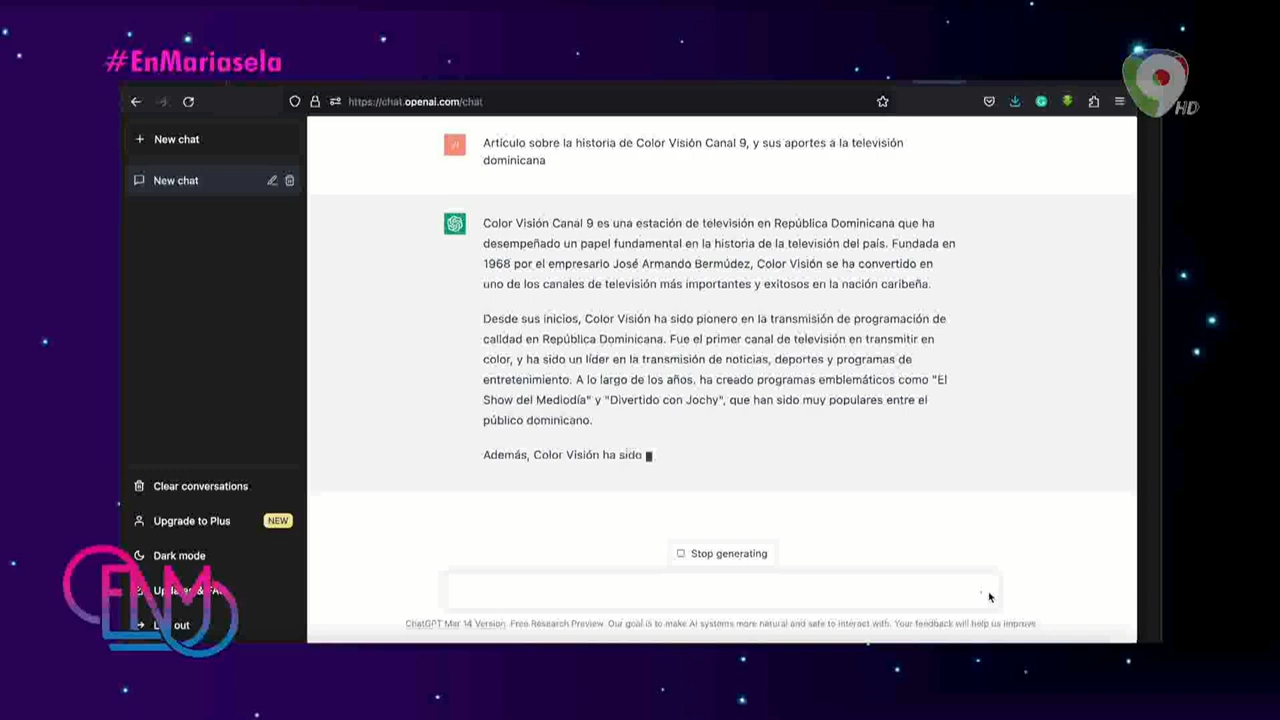 #EnMariasela
HD
https://chat.openai.com/chat
New chat
New chat
Artículo sobre la historia de Color Visión Canal 9, y sus aportes a la televisión
dominicana
Color Visión Canal 9 es una estación de televisión en República Dominicana que ha
desempeñado un papel fundamental en la historia de la televisión del país. Fundada en
1968 por el empresario José Armando Bermúdez, Color Visión se ha convertido en
uno de los canales de televisión más importantes y exitosos en la nación caribeña.
Desde sus inicios, Color Visión ha sido pionero en la transmisión de programación de
calidad en República Dominicana. Fue el primer canal de televisión en transmitir en
color, y ha sido un líder en la transmisión de noticias, deportes y programas de
entretenimiento. A lo largo de los años, ha creado programas emblemáticos como "El
Show del Mediodía" y "Divertido con Jochy", que han sido muy populares entre el
público dominicano.
Además, Color Visión ha sido
Clear conversations
Upgrade to Plus NEW
Dark mode
out
ENM
Stop generating
ChatGPT Mar 14 Version. Free Research Preview. Our goal is to make AI systems more natural and safe to interact with. Your feedback will help us improve